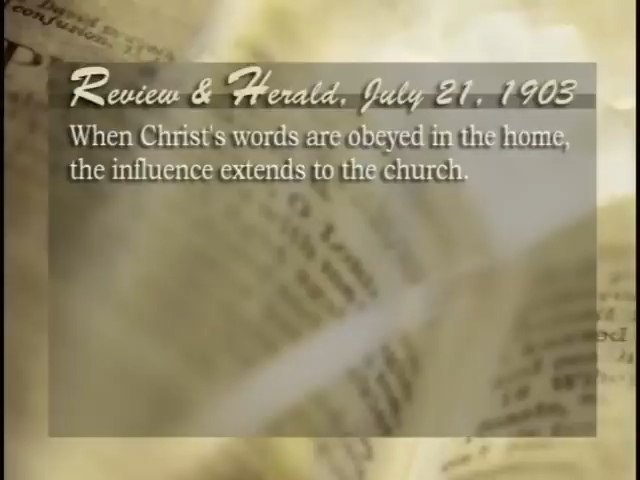 Review & Herald, July 21, 1903
When Christ's words are obeyed in the home,
the influence extends to the church.